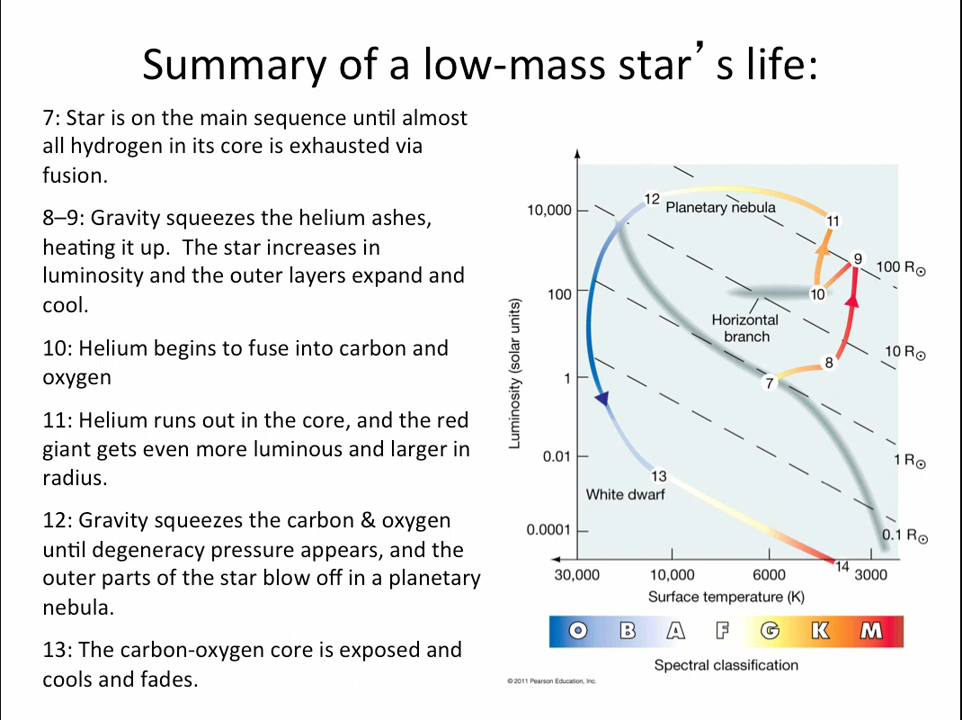 Summary of a low-mass star’s life:
7: Star is on the main sequence until almost
all hydrogen in its core is exhausted via
fusion.
8–9: Gravity squeezes the helium ashes,
heating it up.  The star increases in
luminosity and the outer layers expand and
cool.
10: Helium begins to fuse into carbon and
oxygen
11: Helium runs out in the core, and the red
giant gets even more luminous and larger in
radius.
12: Gravity squeezes the carbon & oxygen
until degeneracy pressure appears, and the
outer parts of the star blow off in a planetary
nebula.
13: The carbon-oxygen core is exposed and
cools and fades.
Luminosity (solar units)
10,000
100
1
0.01
0.0001
12
Planetary nebula
11
9
100 R⊙
10
Horizontal
branch
10 R⊙
8
7
1 R⊙
13
White dwarf
0.1 R⊙
14
30,000
10,000
6000
3000
Surface temperature (K)
O B A F G K M
Spectral classification
© 2011 Pearson Education, Inc.